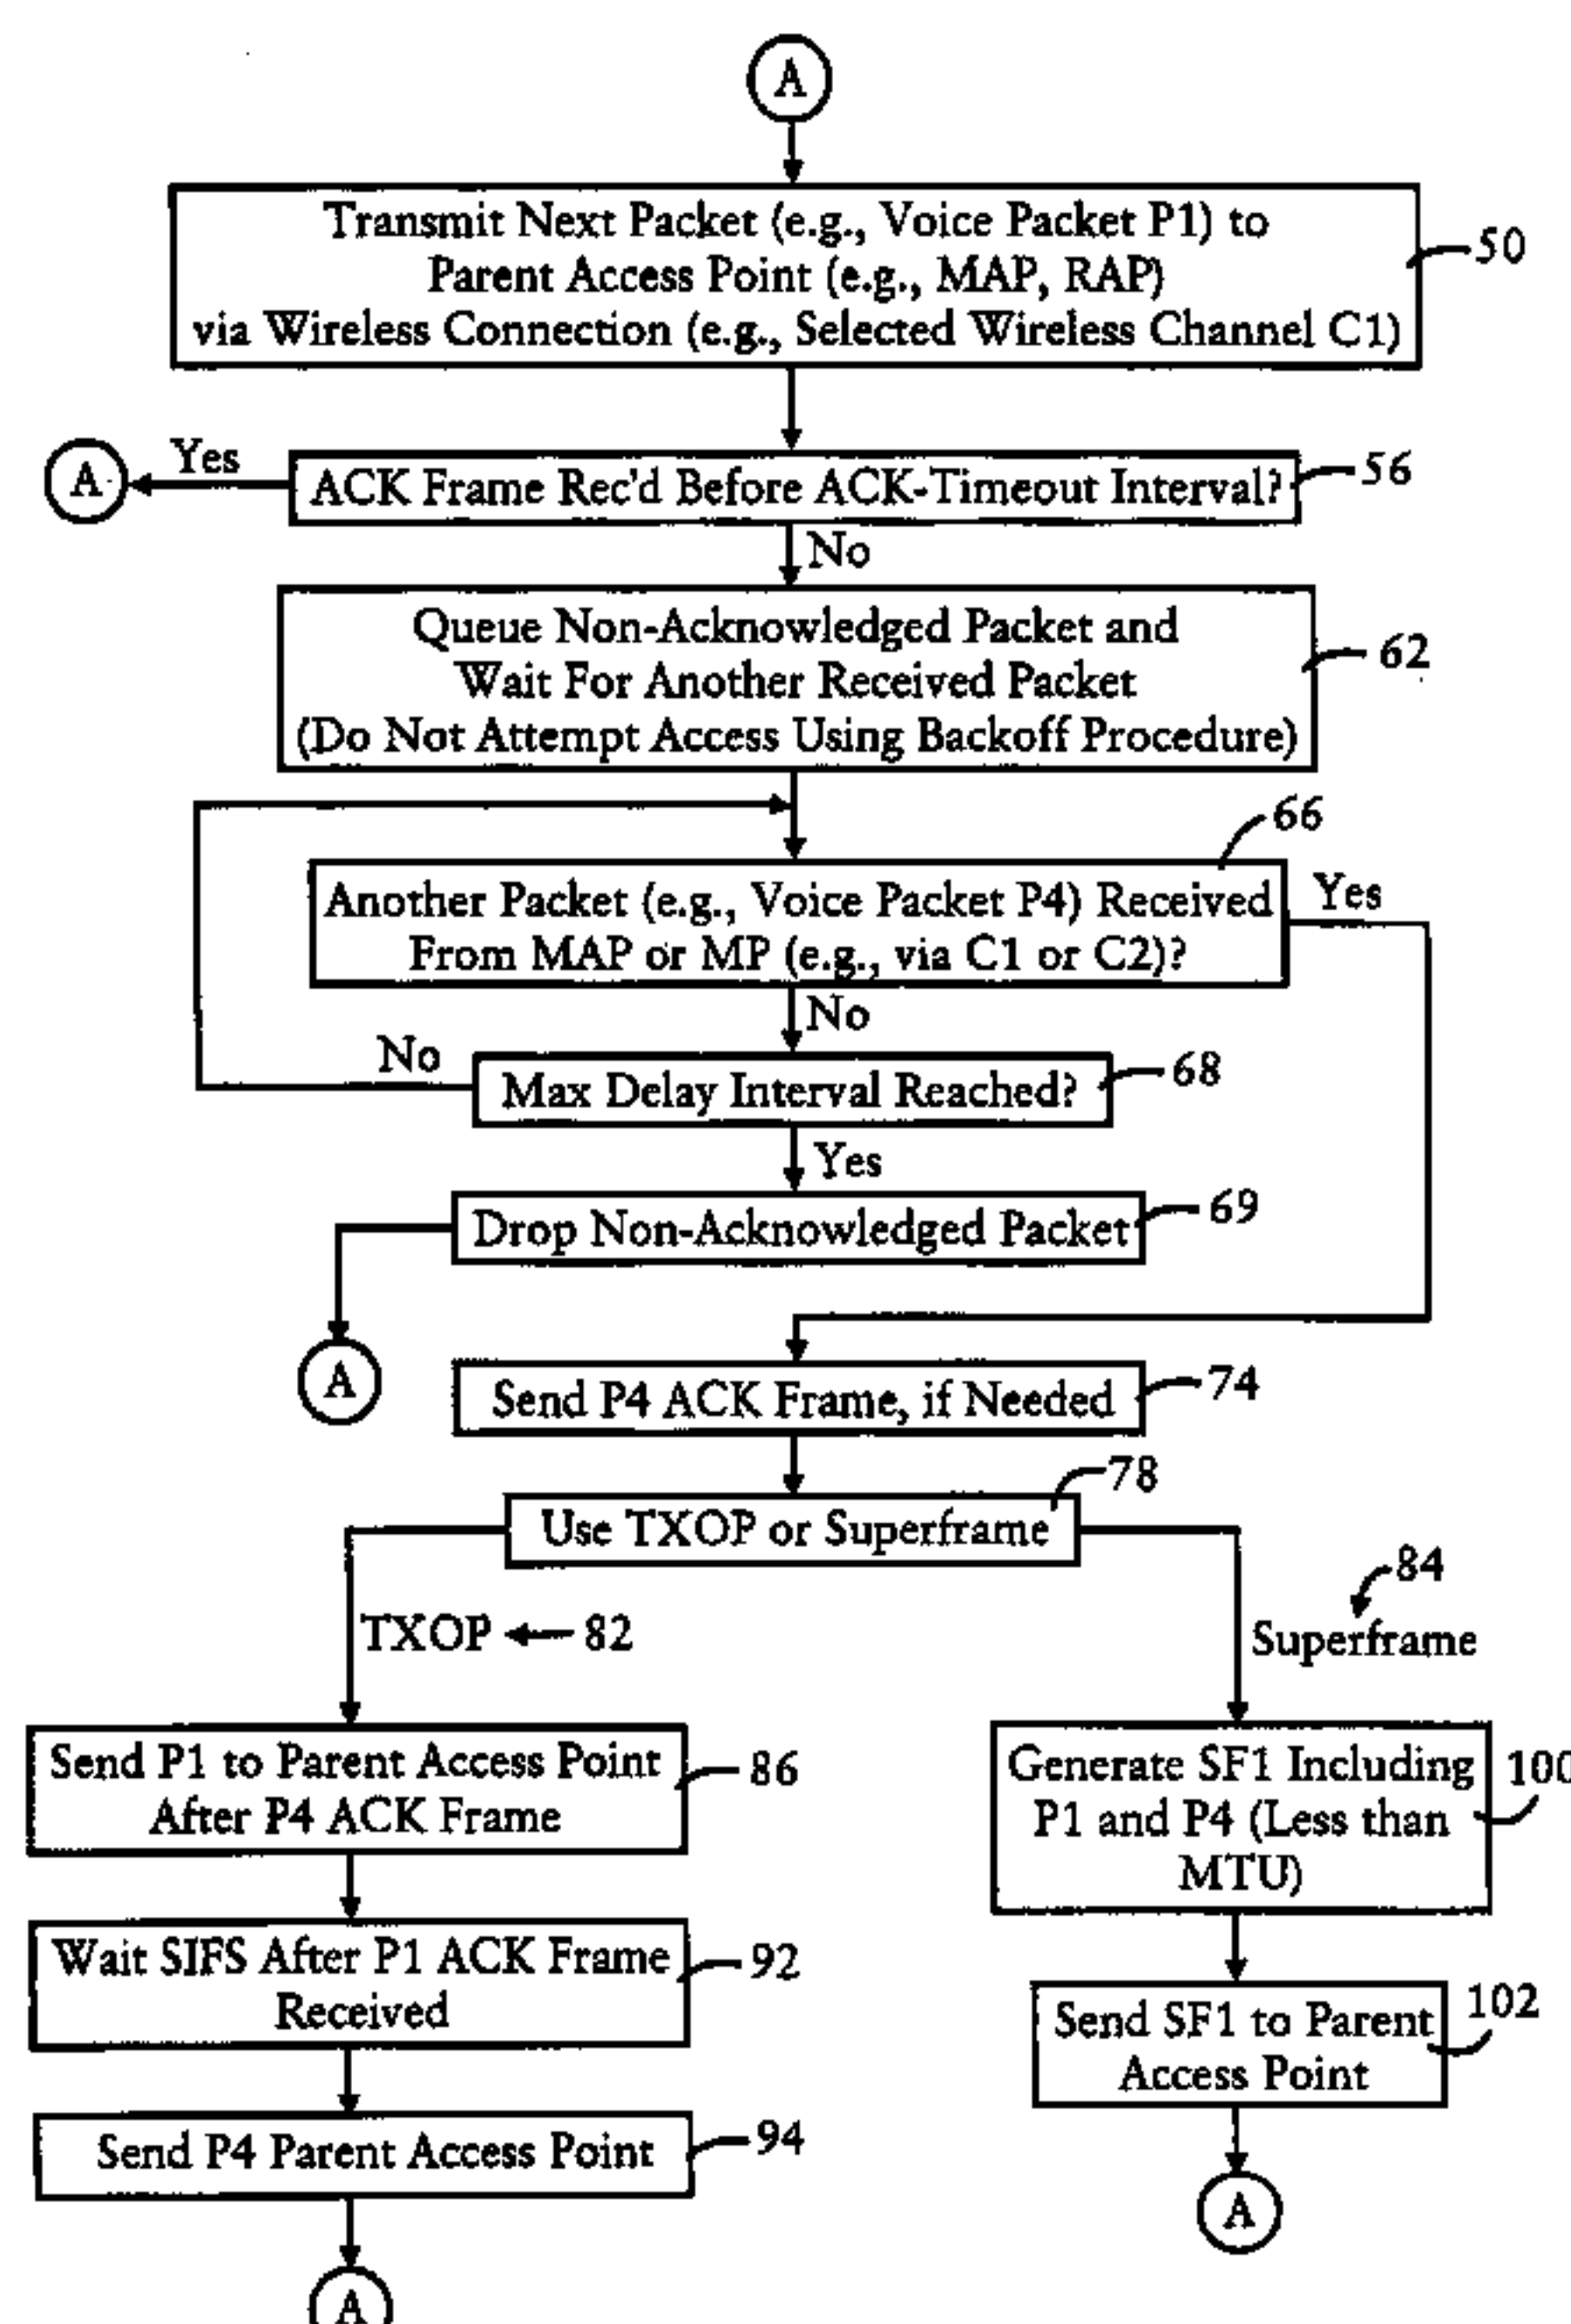 A
Transmit Next Packet (e.g., Voice Packet P1) to
Parent Access Point (e.g., MAP, RAP)
via Wireless Connection (e.g., Selected Wireless Channel C1)
50
A
Yes
ACK Frame Rec'd Before ACK-Timeout Interval?
56
No
Queue Non-Acknowledged Packet and
Wait For Another Received Packet
(Do Not Attempt Access Using Backoff Procedure)
62
66
Another Packet (e.g., Voice Packet P4) Received
From MAP or MP (e.g., via C1 or C2)?
Yes
No
No
Max Delay Interval Reached?
68
Yes
Drop Non-Acknowledged Packet
69
A
Send P4 ACK Frame, if Needed
74
78
Use TXOP or Superframe
TXOP
82
84
Superframe
Send P1 to Parent Access Point
After P4 ACK Frame
86
Generate SF1 Including
P1 and P4 (Less than
MTU)
100
Wait SIFS After P1 ACK Frame
Received
92
Send SF1 to Parent
Access Point
102
Send P4 Parent Access Point
94
A
A